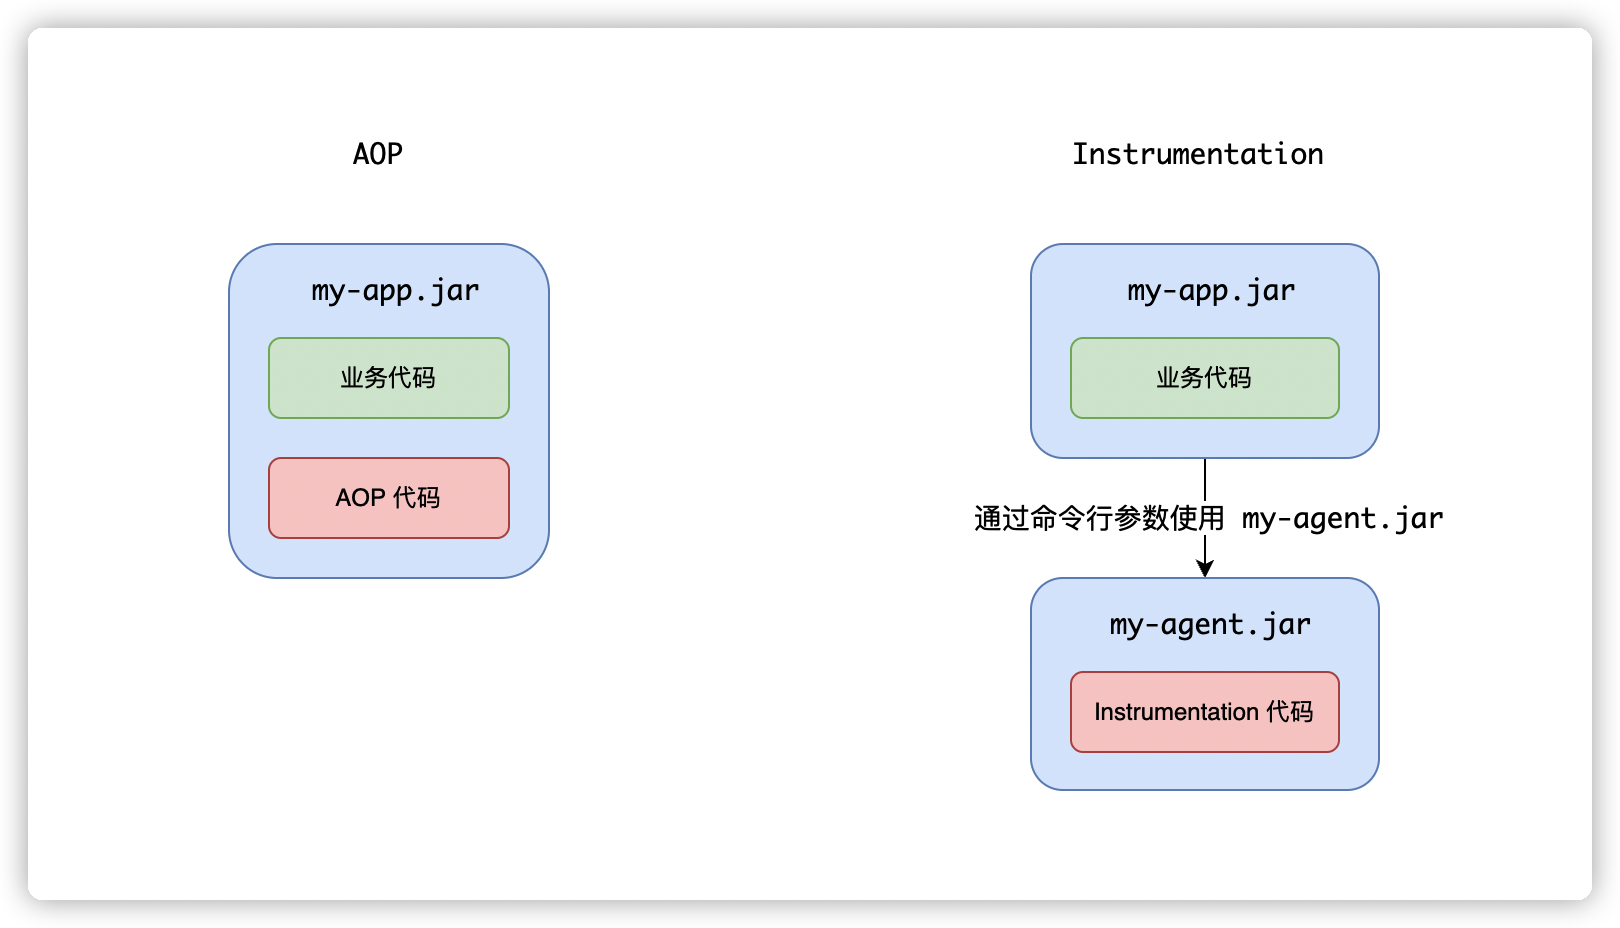 AOP
my-app.jar
业务代码
AOP 代码
Instrumentation
my-app.jar
业务代码
通过命令行参数使用 my-agent.jar
my-agent.jar
Instrumentation 代码